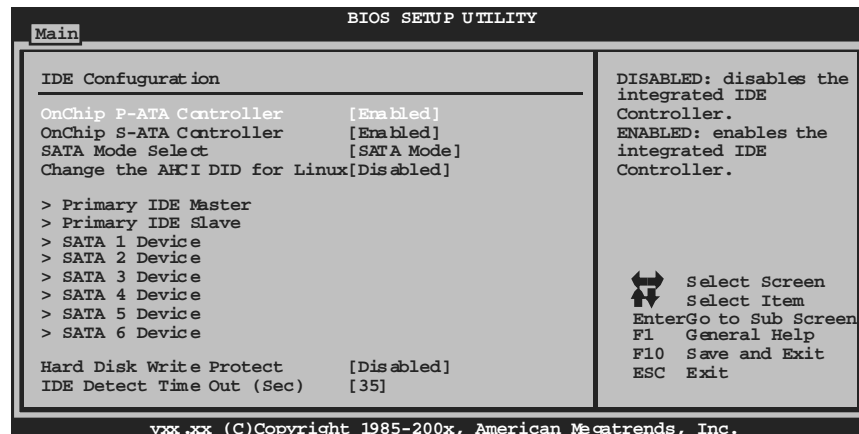 BIOS SETUP UTILITY
Main
IDE Confuguration
OnChip P-ATA Controller [Enabled]
OnChip S-ATA Controller [Enabled]
SATA Mode Select [SATA Mode]
Change the AHCI DID for Linux[Disabled]
> Primary IDE Master
> Primary IDE Slave
> SATA 1 Device
> SATA 2 Device
> SATA 3 Device
> SATA 4 Device
> SATA 5 Device
> SATA 6 Device
Hard Disk Write Protect [Disabled]
IDE Detect Time Out (Sec) [35]
DISABLED: disables the
integrated IDE
Controller.
ENABLED: enables the
integrated IDE
Controller.
Select Screen
Select Item
EnterGo to Sub Screen
F1 General Help
F10 Save and Exit
ESC Exit
vxx.xx (C)Copyright 1985-200x, American Megatrends, Inc.